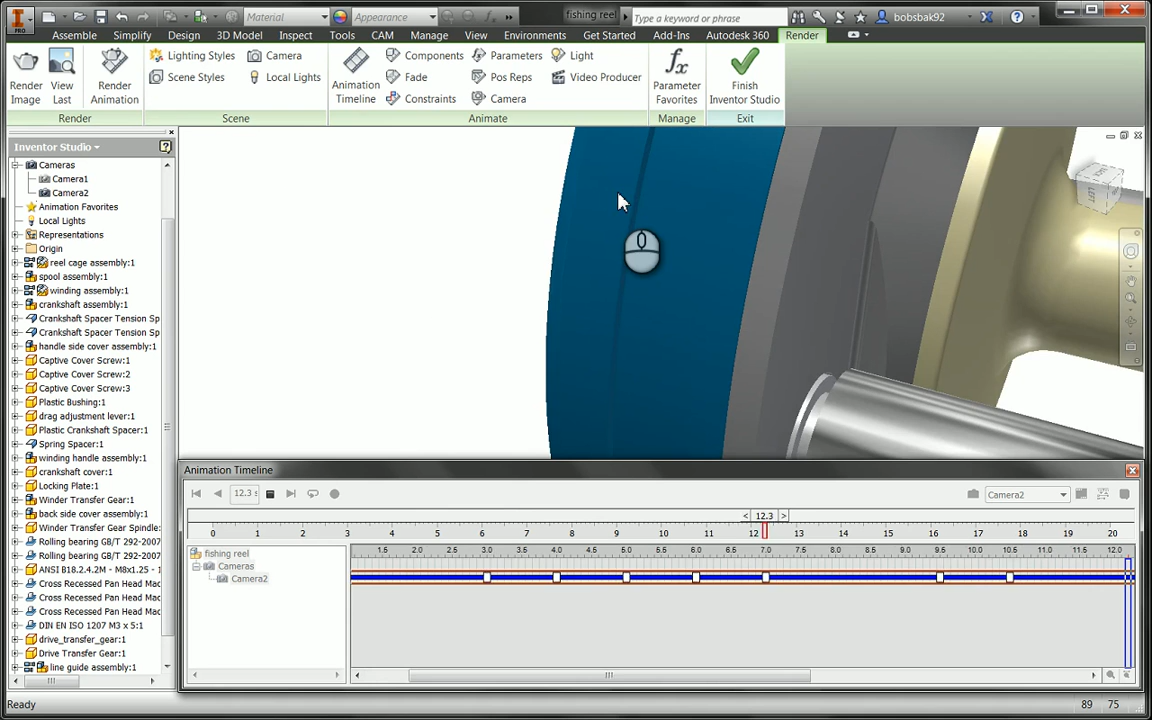 Material
Appearance
fishing reel
Type a keyword or phrase
bobsbak92
PRO
Assemble Simplify Design 3D Model Inspect Tools CAM Manage View Environments Get Started Add-Ins Autodesk 360 Render
Render Image
View Last
Render Animation
Lighting Styles
Camera
Scene Styles
Local Lights
Animation Timeline
Components
Fade
Constraints
Parameters
Pos Reps
Camera
Light
Video Producer
Parameter Favorites
Finish Inventor Studio
Render Scene Animate Manage Exit
Inventor Studio
Cameras
Camera1
Camera2
Animation Favorites
Local Lights
Representations
Origin
reel cage assembly:1
spool assembly:1
winding assembly:1
crankshaft assembly:1
Crankshaft Spacer Tension Sp
Crankshaft Spacer Tension Sp
handle side cover assembly:1
Captive Cover Screw:1
Captive Cover Screw:2
Captive Cover Screw:3
Plastic Bushing:1
drag adjustment lever:1
Plastic Crankshaft Spacer:1
Spring Spacer:1
winding handle assembly:1
crankshaft cover:1
Locking Plate:1
Winder Transfer Gear:1
back side cover assembly:1
Winder Transfer Gear Spindle:
Rolling bearing GB/T 292-2007
Rolling bearing GB/T 292-2007
ANSI B18.2.4.2M - M8x1.25 - 1
Cross Recessed Pan Head Mac
Cross Recessed Pan Head Mac
DIN EN ISO 1207 M3 x 5:1
drive_transfer_gear:1
Drive Transfer Gear:1
line guide assembly:1
Animation Timeline
12.3 s
Camera2
< 12.3 >
0 1 2 3 4 5 6 7 8 9 10 11 12 13 14 15 16 17 18 19 20
fishing reel
Cameras
Camera2
1.5 2.0 2.5 3.0 3.5 4.0 4.5 5.0 5.5 6.0 6.5 7.0 7.5 8.0 8.5 9.0 9.5 10.0 10.5 11.0 11.5 12.0
Ready
89 75